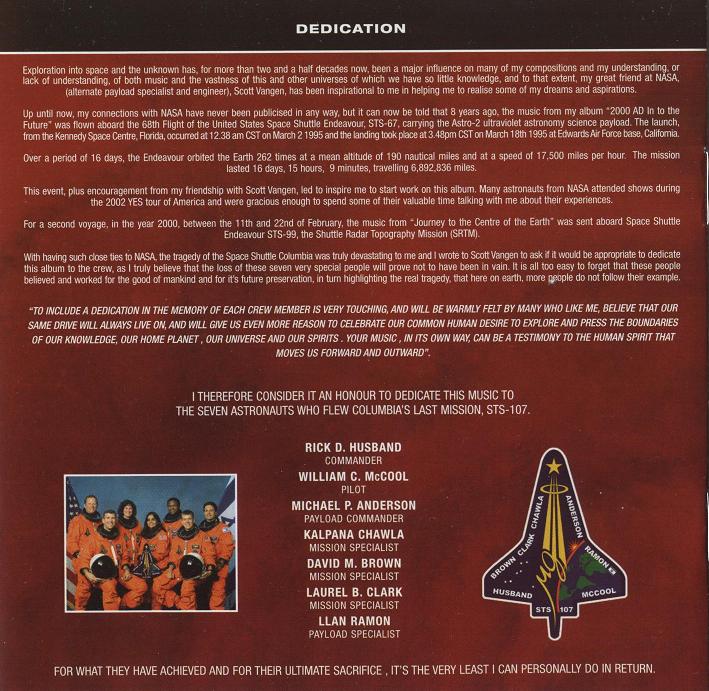 DEDICATION
Exploration into space and the unknown has, for more than two and a half decades now, been a major influence on many of my compositions and my understanding, or
lack of understanding, of both music and the vastness of this and other universes of which we have so little knowledge, and to that extent, my great friend at NASA,
(alternate payload specialist and engineer), Scott Vangen, has been inspirational to me in helping me to realise some of my dreams and aspirations.
Up until now, my connections with NASA have never been publicised in any way, but it can now be told that 8 years ago, the music from my album “2000 AD In to the
Future” was flown aboard the 68th Flight of the United States Space Shuttle Endeavour, STS-67, carrying the Astro-2 ultraviolet astronomy science payload. The launch,
from the Kennedy Space Centre, Florida, occurred at 12.38 am CST on March 2 1995 and the landing took place at 3.48pm CST on March 18th 1995 at Edwards Air Force base, California.
Over a period of 16 days, the Endeavour orbited the Earth 262 times at a mean altitude of 190 nautical miles and at a speed of 17,500 miles per hour. The mission
lasted 16 days, 15 hours, 9 minutes, travelling 6,892,836 miles.
This event, plus encouragement from my friendship with Scott Vangen, led to inspire me to start work on this album. Many astronauts from NASA attended shows during
the 2002 YES tour of America and were gracious enough to spend some of their valuable time talking with me about their experiences.
For a second voyage, in the year 2000, between the 11th and 22nd of February, the music from “Journey to the Centre of the Earth” was sent aboard Space Shuttle
Endeavour STS-99, the Shuttle Radar Topography Mission (SRTM).
With having such close ties to NASA, the tragedy of the Space Shuttle Columbia was truly devastating to me and I wrote to Scott Vangen to ask if it would be appropriate to dedicate
this album to the crew, as I truly believe that the loss of these seven very special people will prove not to have been in vain. It is all too easy to forget that these people
believed and worked for the good of mankind and for it's future preservation, in turn highlighting the real tragedy, that here on earth, more people do not follow their example.
“TO INCLUDE A DEDICATION IN THE MEMORY OF EACH CREW MEMBER IS VERY TOUCHING, AND WILL BE WARMLY FELT BY MANY WHO LIKE ME, BELIEVE THAT OUR
SAME DRIVE WILL ALWAYS LIVE ON, AND WILL GIVE US EVEN MORE REASON TO CELEBRATE OUR COMMON HUMAN DESIRE TO EXPLORE AND PRESS THE BOUNDARIES
OF OUR KNOWLEDGE, OUR HOME PLANET , OUR UNIVERSE AND OUR SPIRITS . YOUR MUSIC , IN ITS OWN WAY, CAN BE A TESTIMONY TO THE HUMAN SPIRIT THAT
MOVES US FORWARD AND OUTWARD”.
I THEREFORE CONSIDER IT AN HONOUR TO DEDICATE THIS MUSIC TO
THE SEVEN ASTRONAUTS WHO FLEW COLUMBIA'S LAST MISSION, STS-107.
RICK D. HUSBAND
COMMANDER
WILLIAM C. McCOOL
PILOT
MICHAEL P. ANDERSON
PAYLOAD COMMANDER
KALPANA CHAWLA
MISSION SPECIALIST
DAVID M. BROWN
MISSION SPECIALIST
LAUREL B. CLARK
MISSION SPECIALIST
LLAN RAMON
PAYLOAD SPECIALIST
BROWN CLARK CHAWLA
ANDERSON
RAMON
HUSBAND
MCCOOL
STS 107
FOR WHAT THEY HAVE ACHIEVED AND FOR THEIR ULTIMATE SACRIFICE , IT'S THE VERY LEAST I CAN PERSONALLY DO IN RETURN.